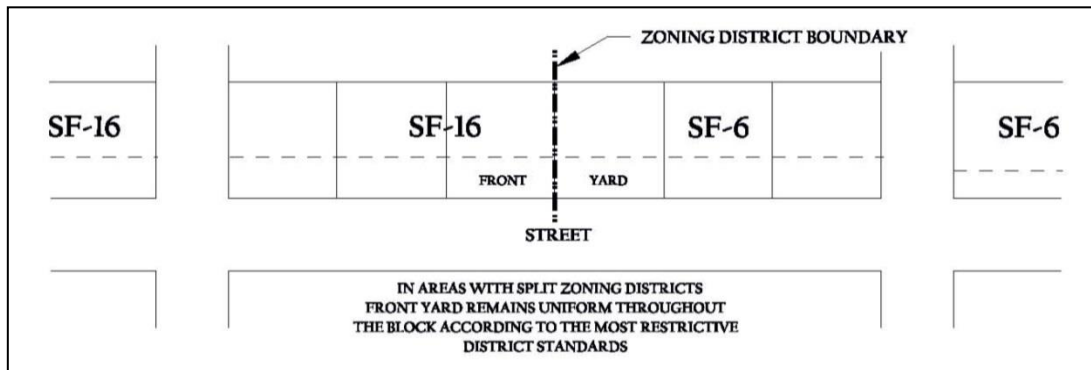 ZONING DISTRICT BOUNDARY
SF-16
SF-16
SF-6
SF-6
FRONT
YARD
STREET
IN AREAS WITH SPLIT ZONING DISTRICTS
FRONT YARD REMAINS UNIFORM THROUGHOUT
THE BLOCK ACCORDING TO THE MOST RESTRICTIVE
DISTRICT STANDARDS